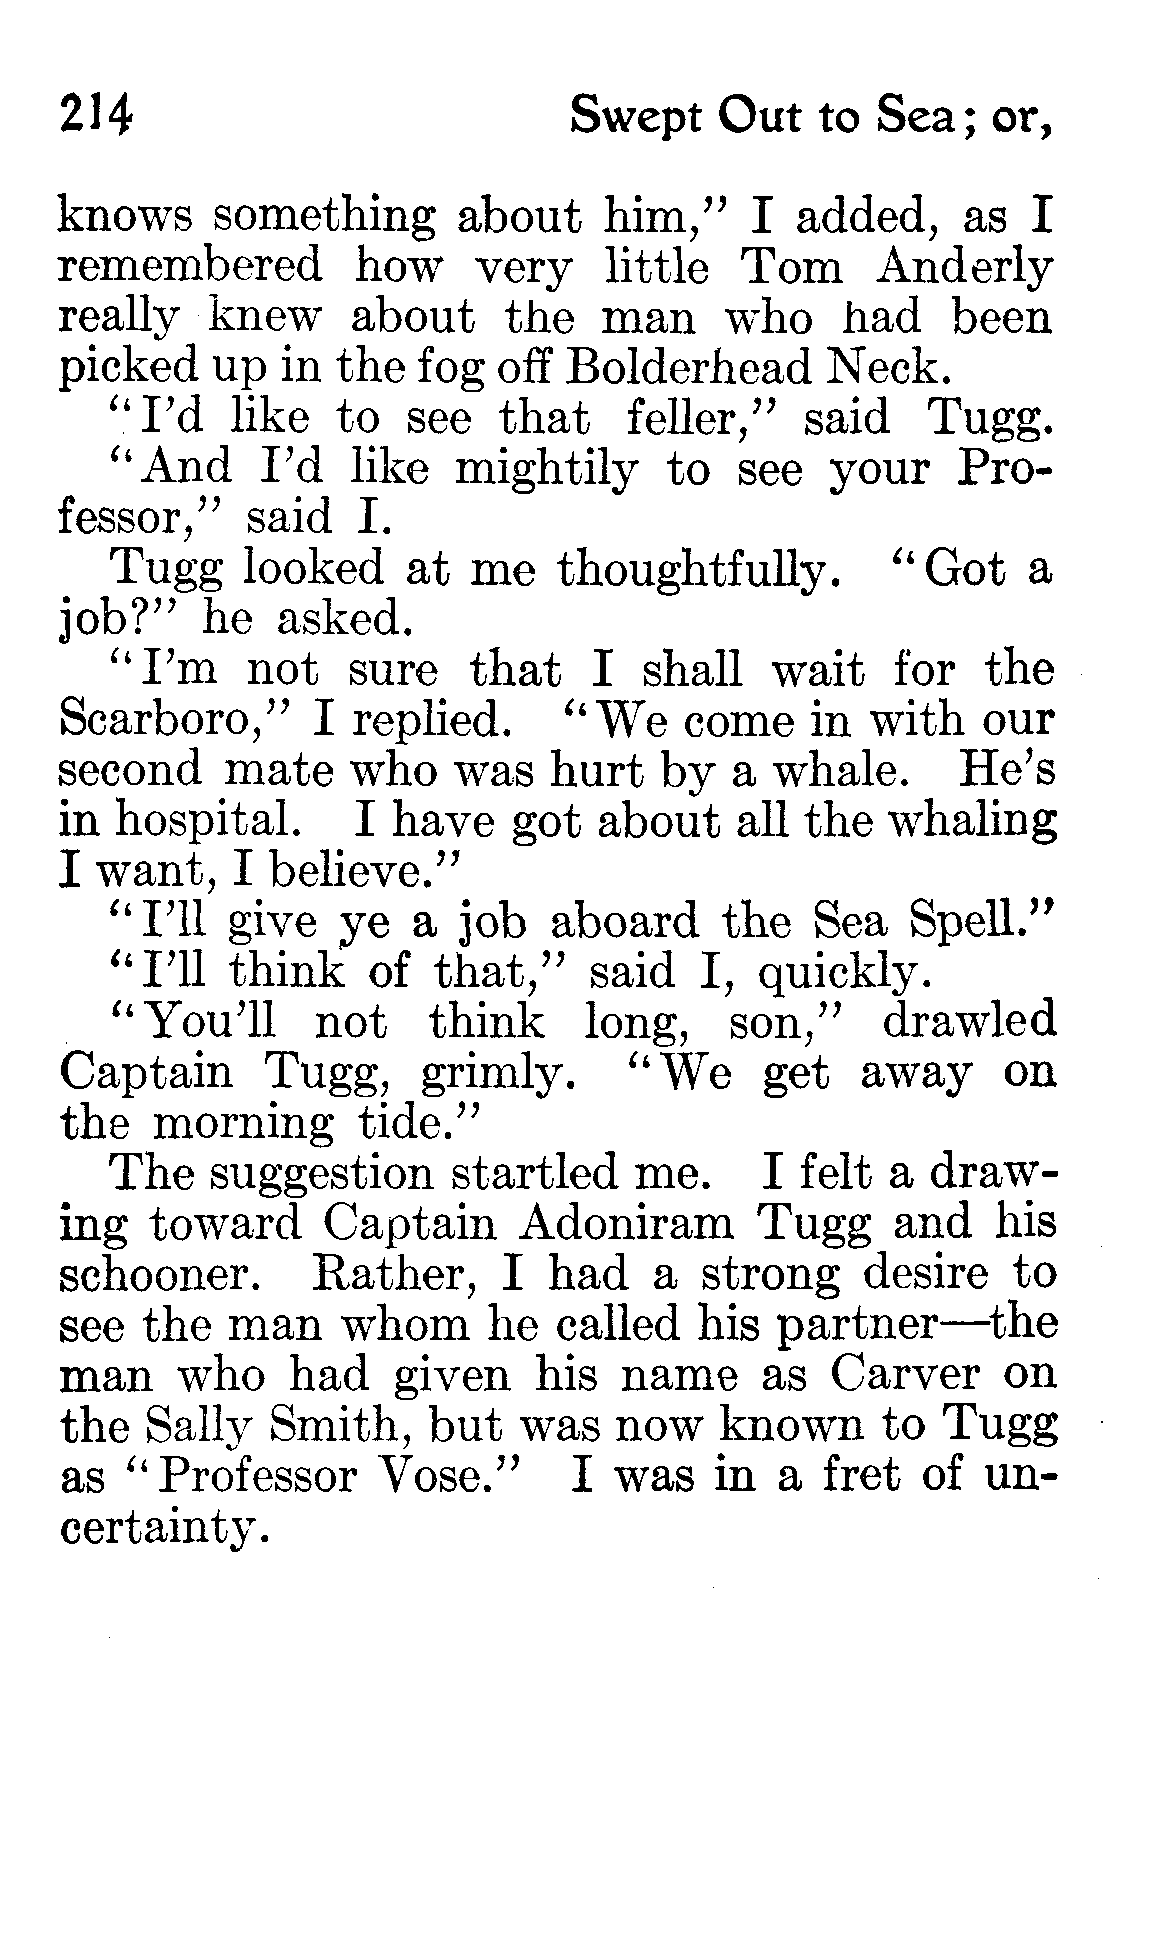 214 Swept Out to Sea; or,
knows something about him,” I added, as I
remembered how very little Tom Anderly
really knew about the man who had been
picked up in the fog off Bolderhead Neck.
“I’d like to see that feller,” said Tugg.
“And I’d like mightily to see your Pro-
fessor,” said I.
Tugg looked at me thoughtfully. “Got a
job?” he asked.
“I’m not sure that I shall wait for the
Scarboro,” I replied. “We come in with our
second mate who was hurt by a whale. He’s
in hospital. I have got about all the whaling
I want, I believe.”
“I’ll give ye a job aboard the Sea Spell.”
“I’ll think of that,” said I, quickly.
“You’ll not think long, son,” drawled
Captain Tugg, grimly. “We get away on
the morning tide.”
The suggestion startled me. I felt a draw-
ing toward Captain Adoniram Tugg and his
schooner. Rather, I had a strong desire to
see the man whom he called his partner—the
man who had given his name as Carver on
the Sally Smith, but was now known to Tugg
as “Professor Vose.” I was in a fret of un-
certainty.